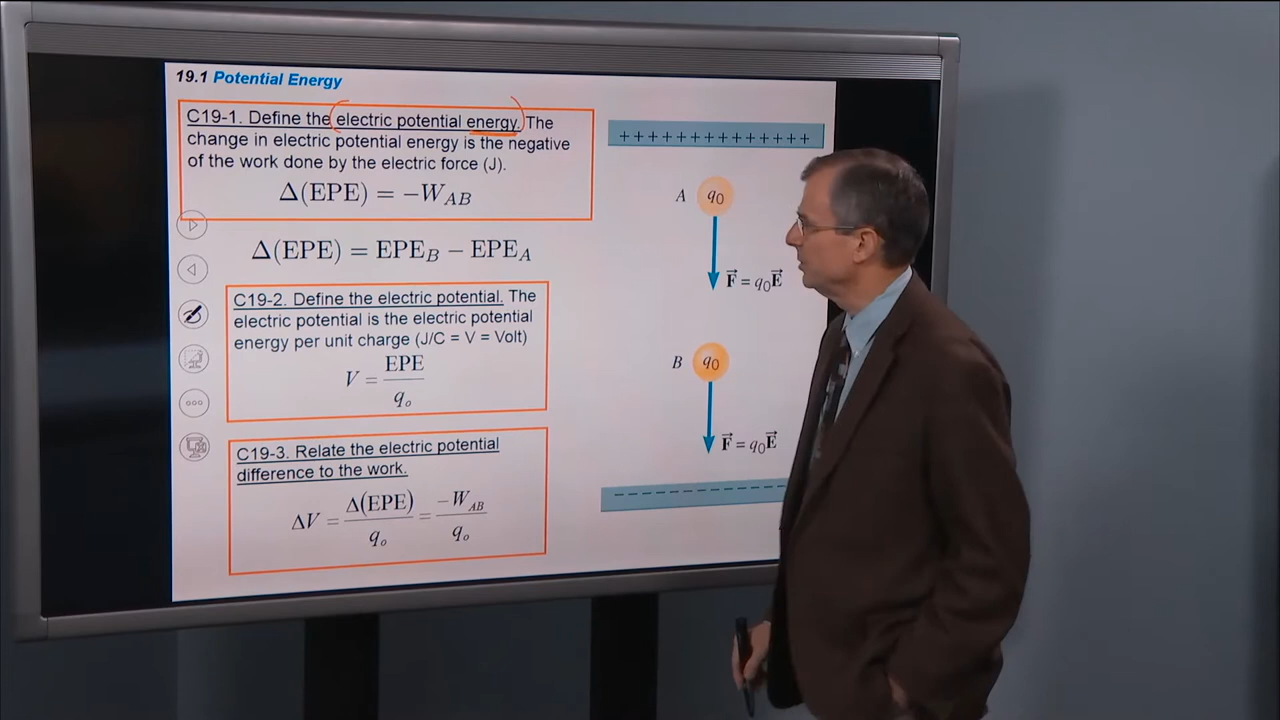 19.1 Potential Energy
C19-1. Define the electric potential energy. The
change in electric potential energy is the negative
of the work done by the electric force (J).
Δ(EPE) = −W_AB
Δ(EPE) = EPE_B − EPE_A
C19-2. Define the electric potential. The
electric potential is the electric potential
energy per unit charge (J/C = V = Volt)
V = EPE / q_o
C19-3. Relate the electric potential
difference to the work.
ΔV = Δ(EPE) / q_o = −W_AB / q_o
+ + + + + + + + + + + + +
A q₀
F⃗ = q₀E⃗
B q₀
F⃗ = q₀E⃗